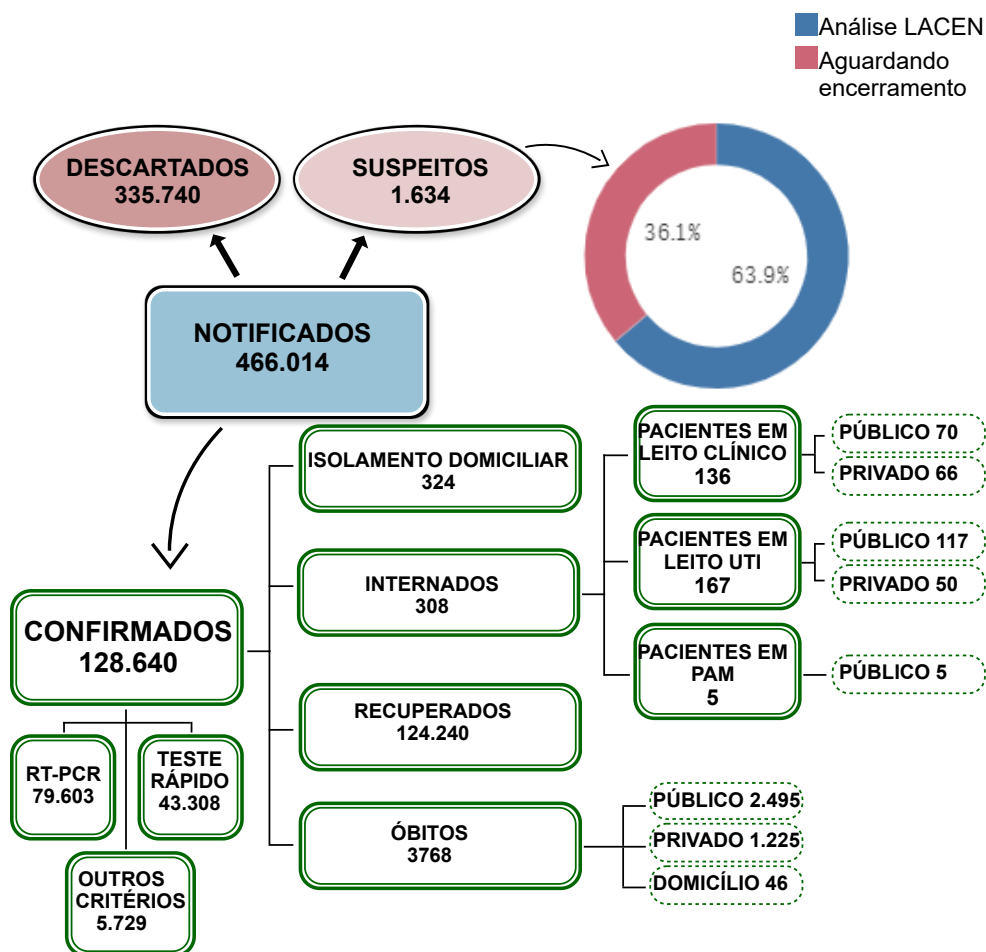 Análise LACEN
Aguardando
encerramento
DESCARTADOS
335.740
SUSPEITOS
1.634
36.1%
63.9%
NOTIFICADOS
466.014
CONFIRMADOS
128.640
RT-PCR
79.603
TESTE
RÁPIDO
43.308
OUTROS
CRITÉRIOS
5.729
ISOLAMENTO DOMICILIAR
324
INTERNADOS
308
RECUPERADOS
124.240
ÓBITOS
3768
PACIENTES EM
LEITO CLÍNICO
136
PÚBLICO 70
PRIVADO 66
PACIENTES EM
LEITO UTI
167
PÚBLICO 117
PRIVADO 50
PACIENTES EM
PAM
5
PÚBLICO 5
PÚBLICO 2.495
PRIVADO 1.225
DOMICÍLIO 46